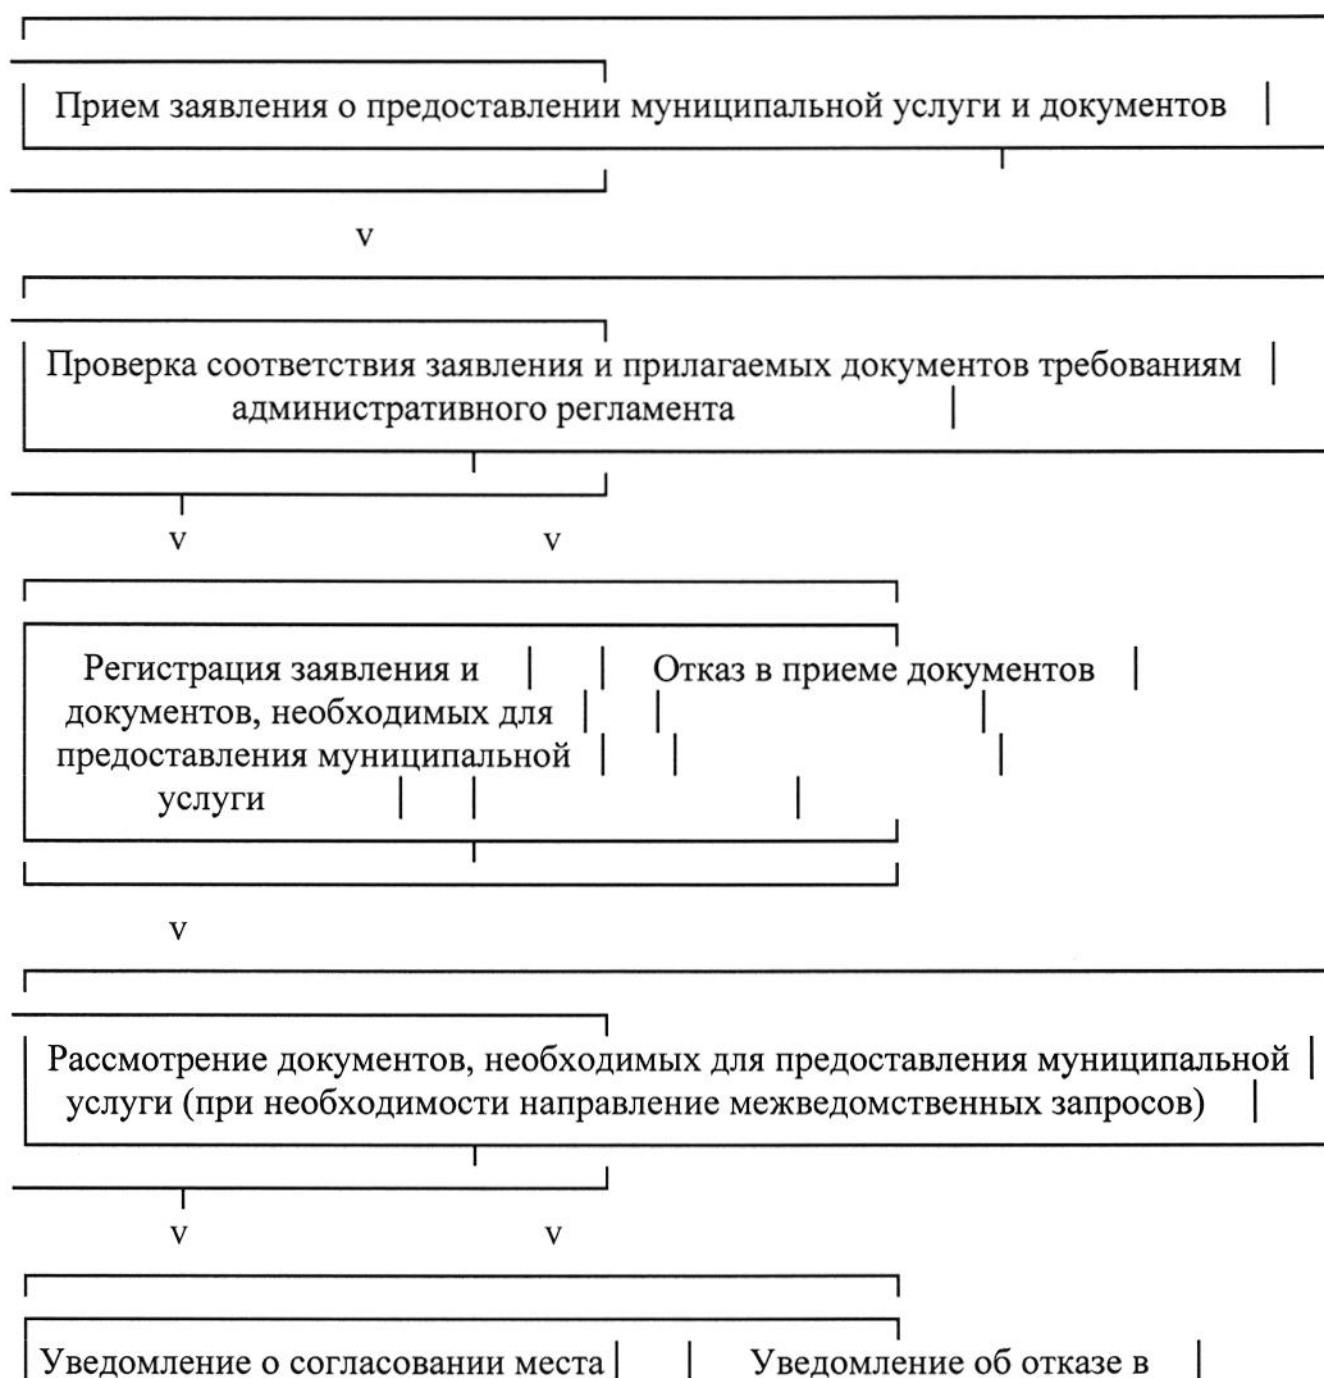 Прием заявления о предоставлении муниципальной услуги и документов
v
Проверка соответствия заявления и прилагаемых документов требованиям
административного регламента
v v
Регистрация заявления и Отказ в приеме документов
документов, необходимых для
предоставления муниципальной
услуги
v
Рассмотрение документов, необходимых для предоставления муниципальной
услуги (при необходимости направление межведомственных запросов)
v v
Уведомление о согласовании места Уведомление об отказе в